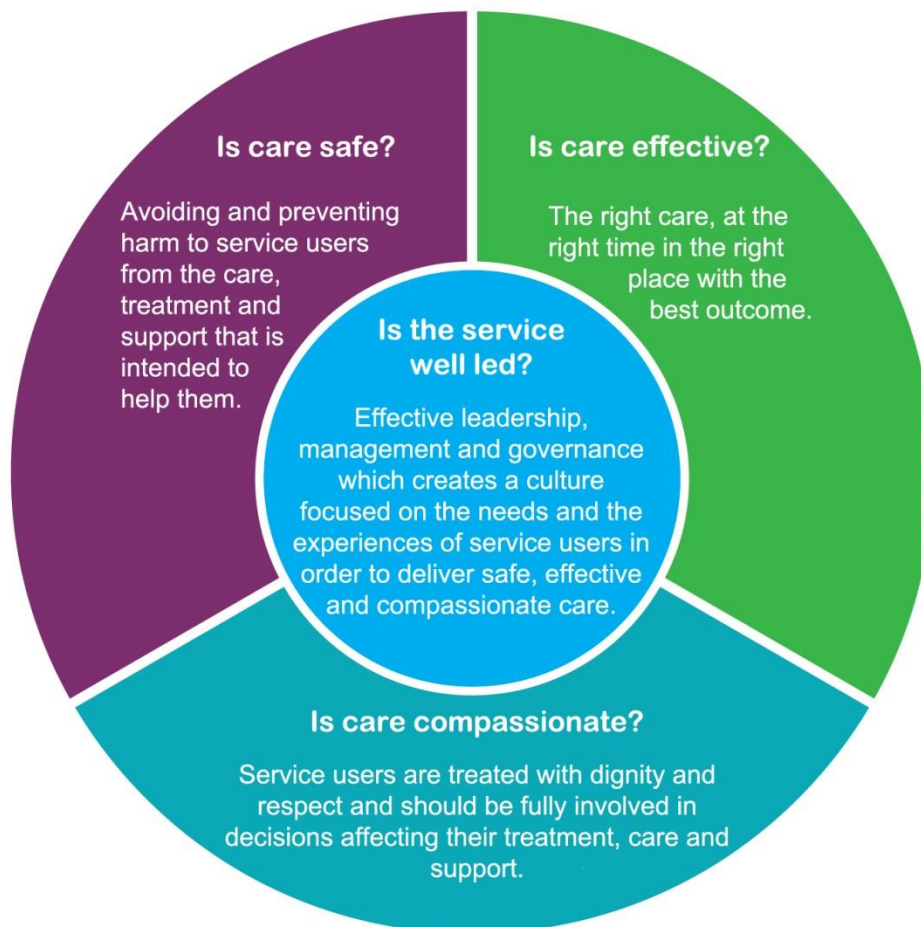 Is care safe?
Avoiding and preventing
harm to service users
from the care,
treatment and
support that is
intended to
help them.
Is care effective?
The right care, at the
right time in the right
place with the
best outcome.
Is the service
well led?
Effective leadership,
management and governance
which creates a culture
focused on the needs and the
experiences of service users in
order to deliver safe, effective
and compassionate care.
Is care compassionate?
Service users are treated with dignity and
respect and should be fully involved in
decisions affecting their treatment, care and
support.